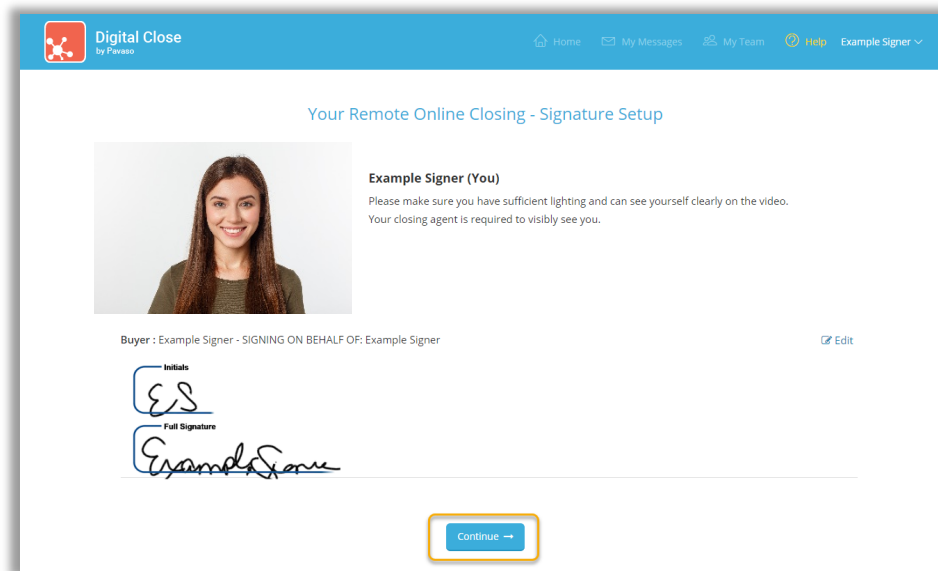 Digital Close
by Pavaso
Home My Messages My Team ? Help Example Signer
Your Remote Online Closing - Signature Setup
Example Signer (You)
Please make sure you have sufficient lighting and can see yourself clearly on the video.
Your closing agent is required to visibly see you.
Buyer : Example Signer - SIGNING ON BEHALF OF: Example Signer
Edit
Initials
ES
Full Signature
Example Signer
Continue →